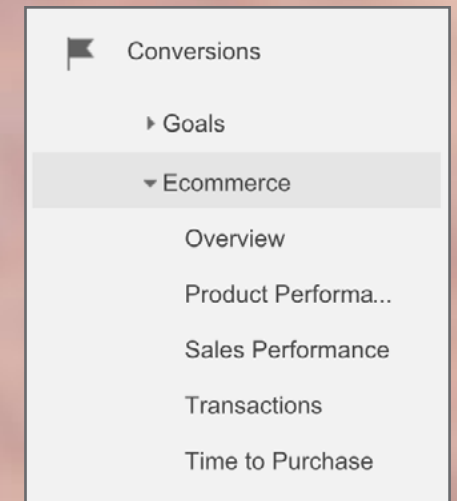 Conversions
Goals
Ecommerce
Overview
Product Performa...
Sales Performance
Transactions
Time to Purchase